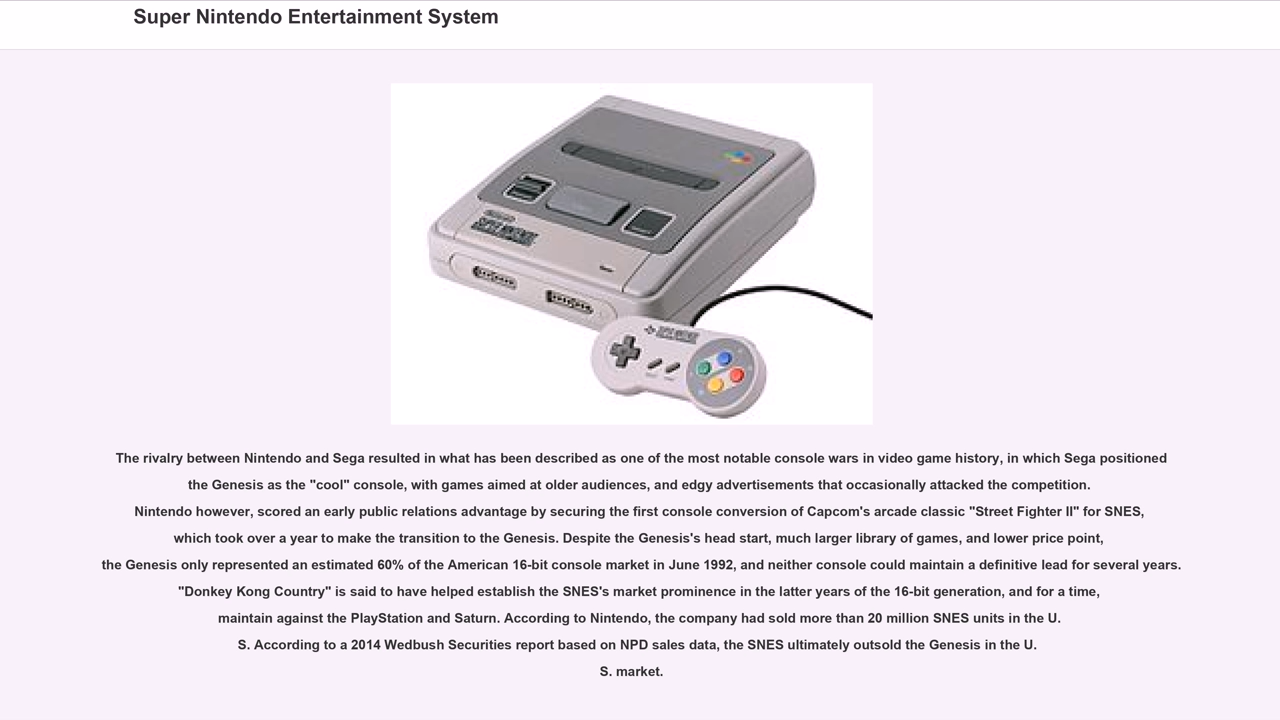 Super Nintendo Entertainment System
The rivalry between Nintendo and Sega resulted in what has been described as one of the most notable console wars in video game history, in which Sega positioned
the Genesis as the "cool" console, with games aimed at older audiences, and edgy advertisements that occasionally attacked the competition.
Nintendo however, scored an early public relations advantage by securing the first console conversion of Capcom's arcade classic "Street Fighter II" for SNES,
which took over a year to make the transition to the Genesis. Despite the Genesis's head start, much larger library of games, and lower price point,
the Genesis only represented an estimated 60% of the American 16-bit console market in June 1992, and neither console could maintain a definitive lead for several years.
"Donkey Kong Country" is said to have helped establish the SNES's market prominence in the latter years of the 16-bit generation, and for a time,
maintain against the PlayStation and Saturn. According to Nintendo, the company had sold more than 20 million SNES units in the U.
S. According to a 2014 Wedbush Securities report based on NPD sales data, the SNES ultimately outsold the Genesis in the U.
S. market.